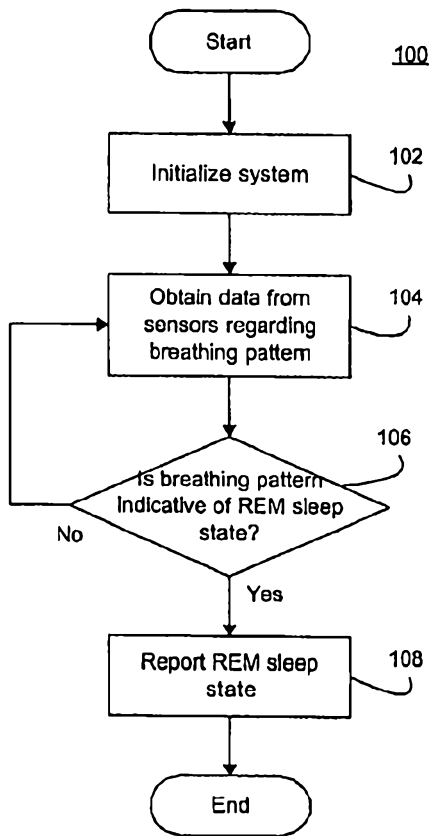 Start
100
Initialize system
102
Obtain data from
sensors regarding
breathing pattern
104
106
Is breathing pattern
indicative of REM sleep
state?
No
Yes
Report REM sleep
state
108
End